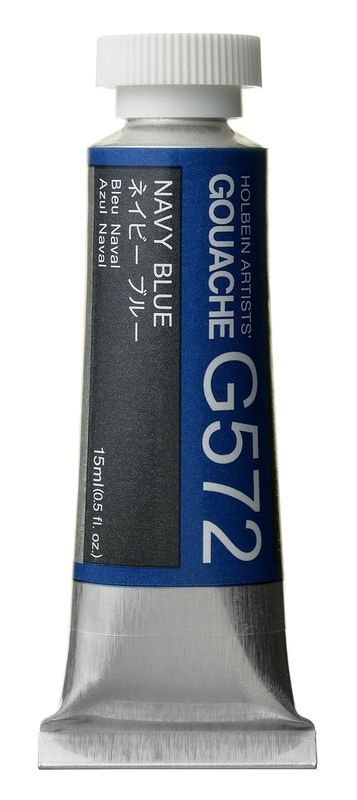 HOLBEIN ARTISTS'
GOUACHE G572
NAVY BLUE
ネイビー ブルー
Bleu Naval
Azul Naval
15ml(0.5 fl. oz.)